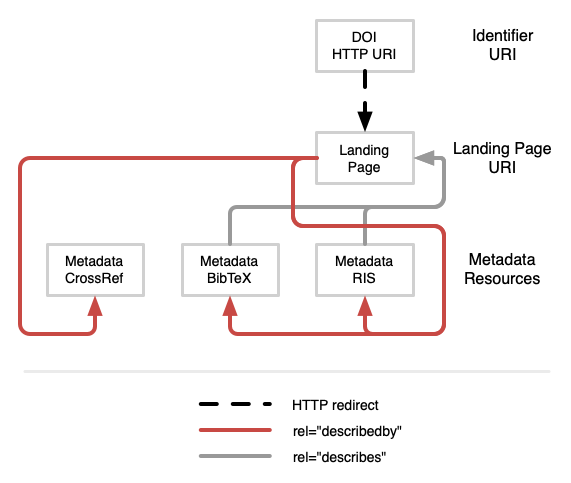 DOI
HTTP URI
Identifier
URI
Landing
Page
Landing Page
URI
Metadata
CrossRef
Metadata
BibTeX
Metadata
RIS
Metadata
Resources
HTTP redirect
rel="describedby"
rel="describes"